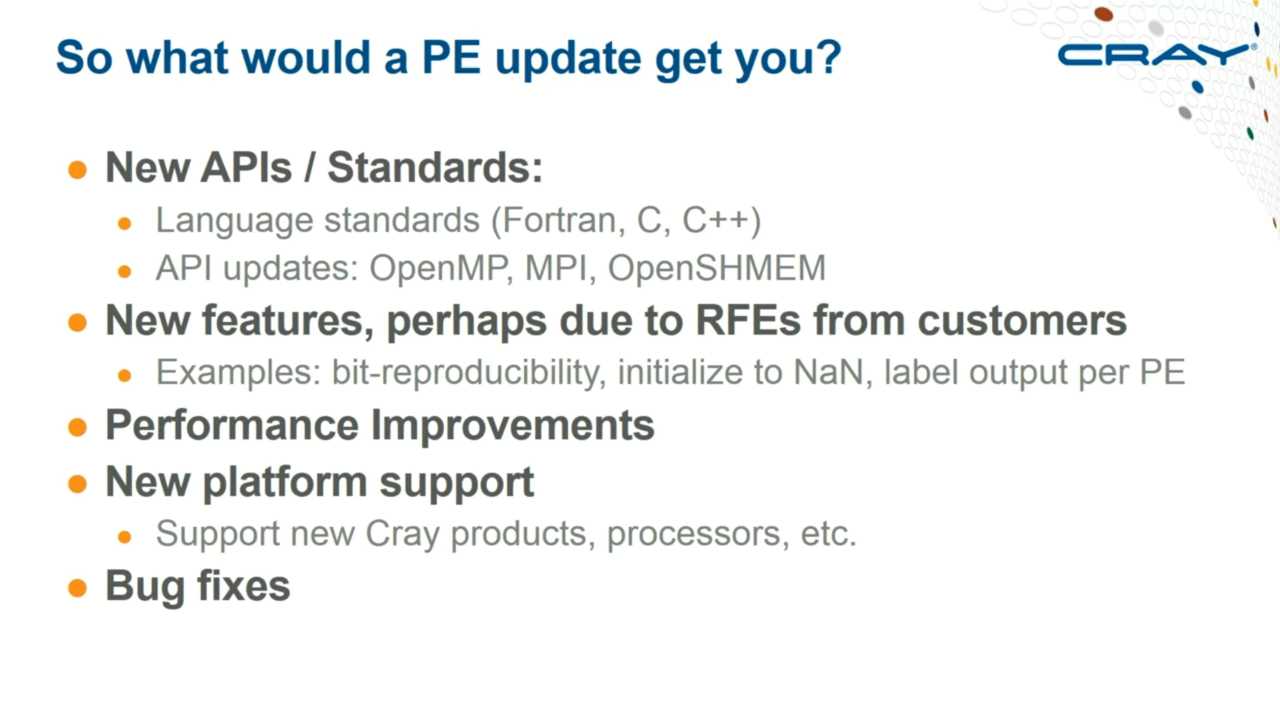 So what would a PE update get you?
CRAY®
● New APIs / Standards:
● Language standards (Fortran, C, C++)
● API updates: OpenMP, MPI, OpenSHMEM
● New features, perhaps due to RFEs from customers
● Examples: bit-reproducibility, initialize to NaN, label output per PE
● Performance Improvements
● New platform support
● Support new Cray products, processors, etc.
● Bug fixes